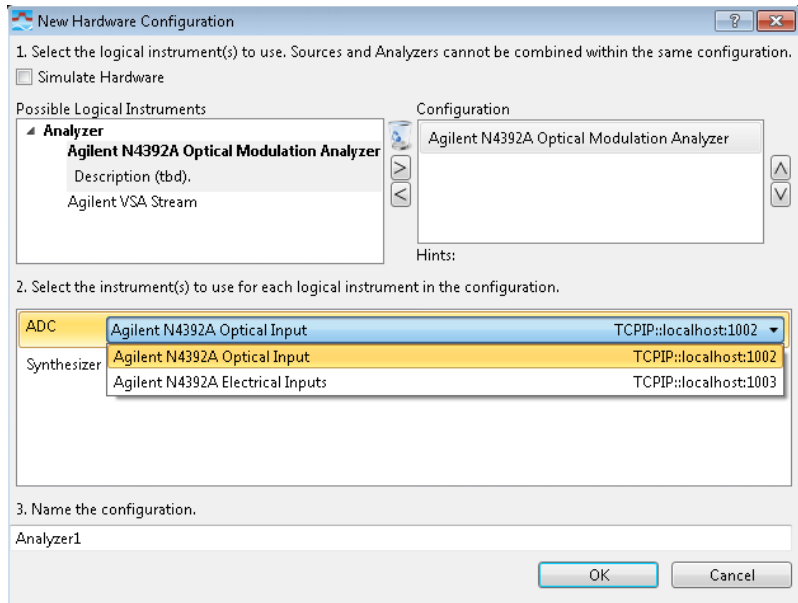 New Hardware Configuration
1. Select the logical instrument(s) to use. Sources and Analyzers cannot be combined within the same configuration.
Simulate Hardware
Possible Logical Instruments
Analyzer
Agilent N4392A Optical Modulation Analyzer
Description (tbd).
Agilent VSA Stream
>
<
Configuration
Agilent N4392A Optical Modulation Analyzer
Hints:
2. Select the instrument(s) to use for each logical instrument in the configuration.
ADC Agilent N4392A Optical Input TCPIP::localhost:1002
Agilent N4392A Optical Input TCPIP::localhost:1002
Synthesizer Agilent N4392A Electrical Inputs TCPIP::localhost:1003
3. Name the configuration.
Analyzer1
OK Cancel